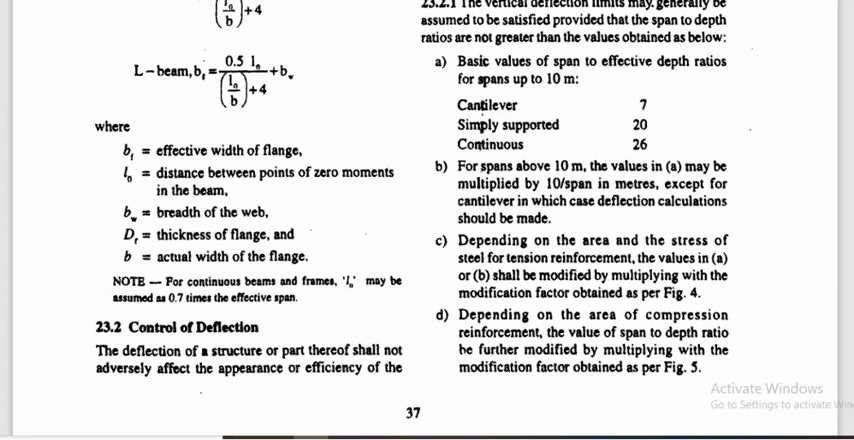 (l₀/b)+4
L – beam, b_f = 0.5 l₀/((l₀/b)+4) + b_w
where
b_f = effective width of flange,
l₀ = distance between points of zero moments
in the beam,
b_w = breadth of the web,
D_f = thickness of flange, and
b = actual width of the flange.
NOTE — For continuous beams and frames, 'l₀' may be
assumed as 0.7 times the effective span.
23.2 Control of Deflection
The deflection of a structure or part thereof shall not
adversely affect the appearance or efficiency of the
23.2.1 The vertical deflection limits may generally be
assumed to be satisfied provided that the span to depth
ratios are not greater than the values obtained as below:
a) Basic values of span to effective depth ratios
for spans up to 10 m:
Cantilever 7
Simply supported 20
Continuous 26
b) For spans above 10 m, the values in (a) may be
multiplied by 10/span in metres, except for
cantilever in which case deflection calculations
should be made.
c) Depending on the area and the stress of
steel for tension reinforcement, the values in (a)
or (b) shall be modified by multiplying with the
modification factor obtained as per Fig. 4.
d) Depending on the area of compression
reinforcement, the value of span to depth ratio
be further modified by multiplying with the
modification factor obtained as per Fig. 5.
37
Activate Windows
Go to Settings to activate Win